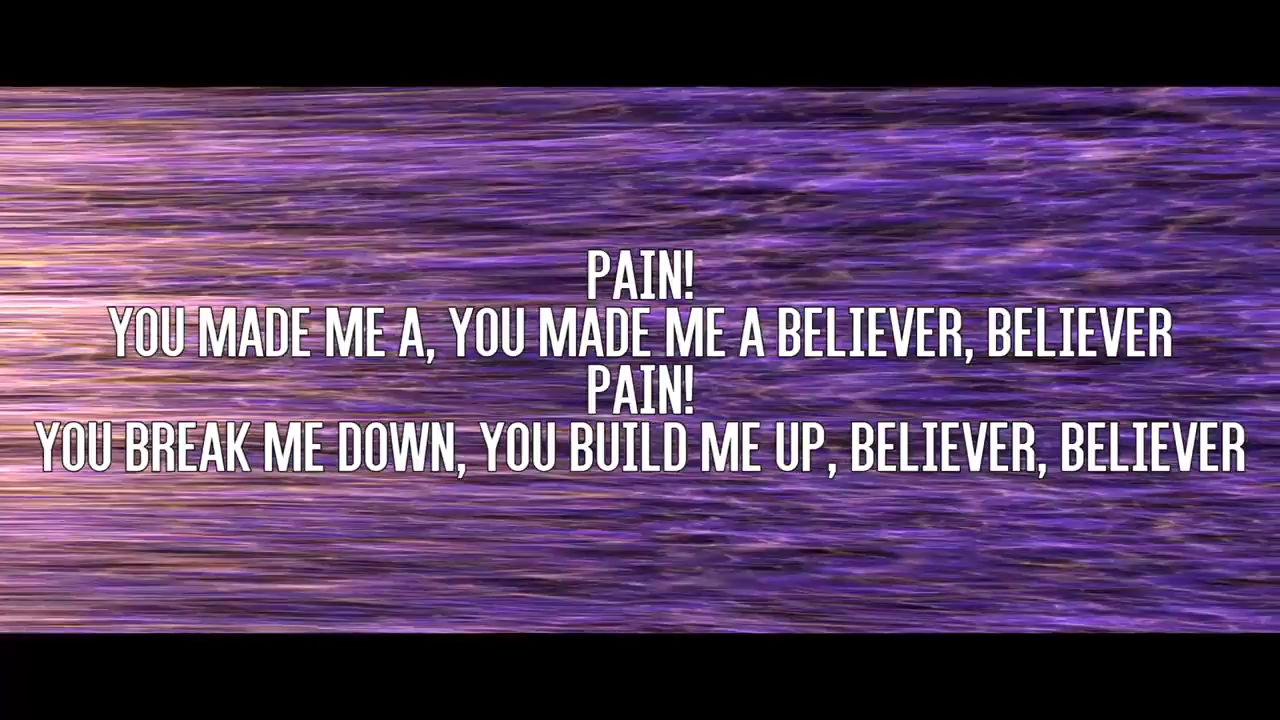 PAIN!
YOU MADE ME A, YOU MADE ME A BELIEVER, BELIEVER
PAIN!
YOU BREAK ME DOWN, YOU BUILD ME UP, BELIEVER, BELIEVER